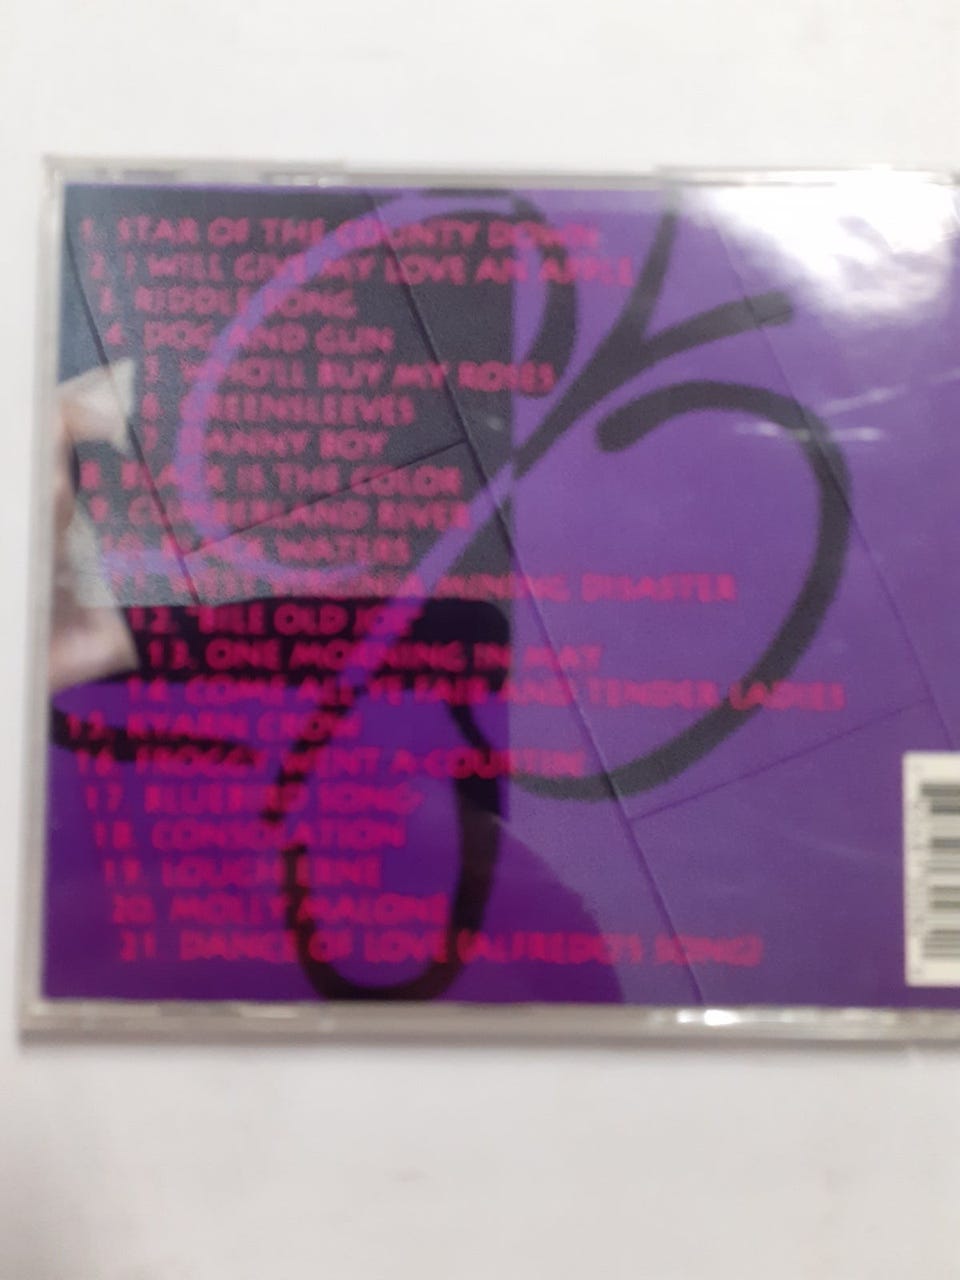 1. STAR OF THE COUNTY DOWN
2. I WILL GIVE MY LOVE AN APPLE
3. RIDDLE SONG
4. DOG AND GUN
5. WHO'LL BUY MY ROSES
6. GREENSLEEVES
7. DANNY BOY
8. BLACK IS THE COLOR
9. CUMBERLAND RIVER
10. BLACK WATERS
11. WEST VIRGINIA MINING DISASTER
12. 'BILE OLD JOE
13. ONE MORNING IN MAY
14. COME ALL YE FAIR AND TENDER LADIES
15. KYARN CROW
16. FROGGY WENT A-COURTIN'
17. BLUEBIRD SONG
18. CONSOLATION
19. LOUGH ERNE
20. MOLLY MALONE
21. DANCE OF LOVE (ALFREDO'S SONG)